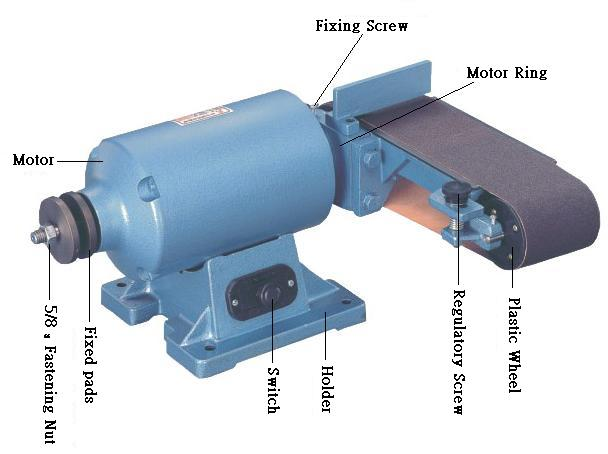 Fixing Screw
Motor Ring
Motor
5/8 " Fastening Nut
Fixed pads
Switch
Holder
Regulatory Screw
Plastic Wheel